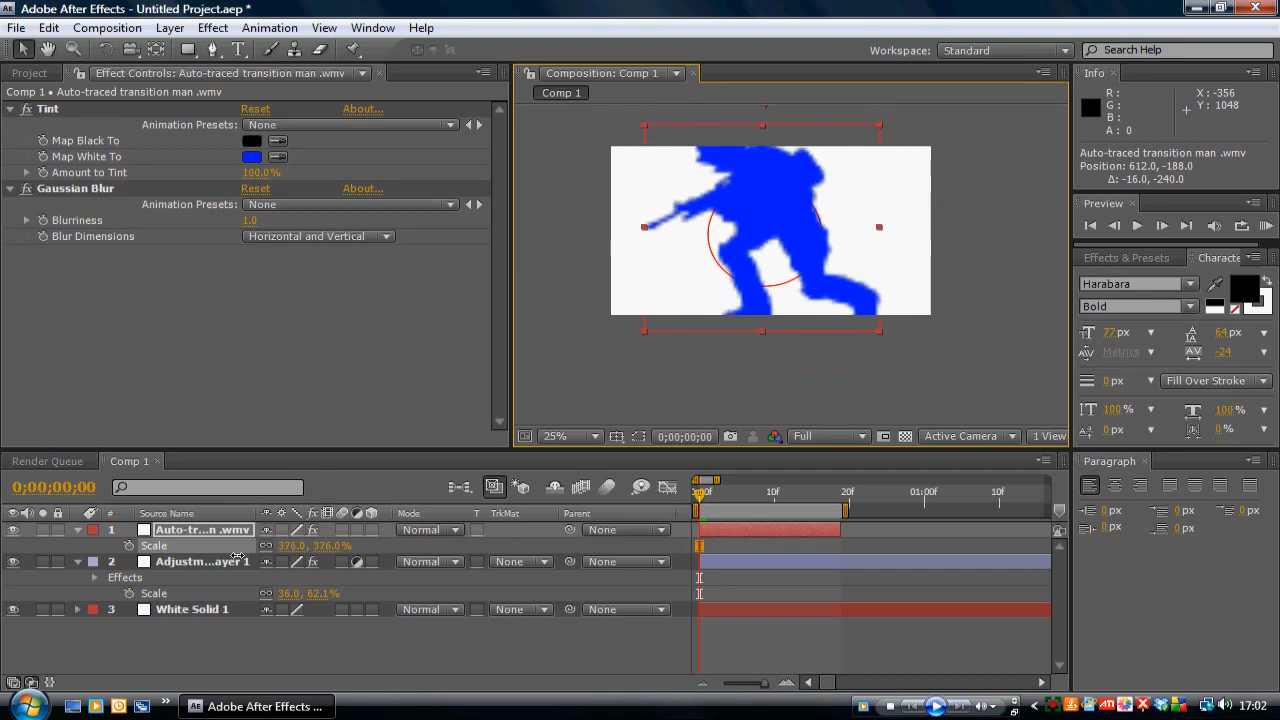 Adobe After Effects - Untitled Project.aep *
File Edit Composition Layer Effect Animation View Window Help
Workspace: Standard Search Help
Project Effect Controls: Auto-traced transition man .wmv
Composition: Comp 1
Info
Comp 1 • Auto-traced transition man .wmv
Comp 1
Tint Reset About...
Animation Presets: None
Map Black To
Map White To
Amount to Tint 100.0%
Gaussian Blur Reset About...
Animation Presets: None
Blurriness 1.0
Blur Dimensions Horizontal and Vertical
R :
G :
B :
A : 0
X : -356
Y : 1048
Auto-traced transition man .wmv
Position: 612.0, -188.0
Δ: -16.0, -240.0
Preview
Effects & Presets Characte
Harabara
Bold
77 px 64 px
Metrics -24
0 px Fill Over Stroke
100 % 100 %
0 px 0 %
25% 0;00;00;00 Full Active Camera 1 View
Render Queue Comp 1
Paragraph
0;00;00;00
00f 10f 20f 01:00f 10f
# Source Name Mode T TrkMat Parent
1 Auto-tr...n .wmv Normal None
Scale 376.0, 376.0%
2 Adjustm...ayer 1 Normal None None
Effects
Scale 36.0, 62.1%
3 White Solid 1 Normal None None
0 px 0 px 0 px
0 px 0 px
Adobe After Effects ...
17:02